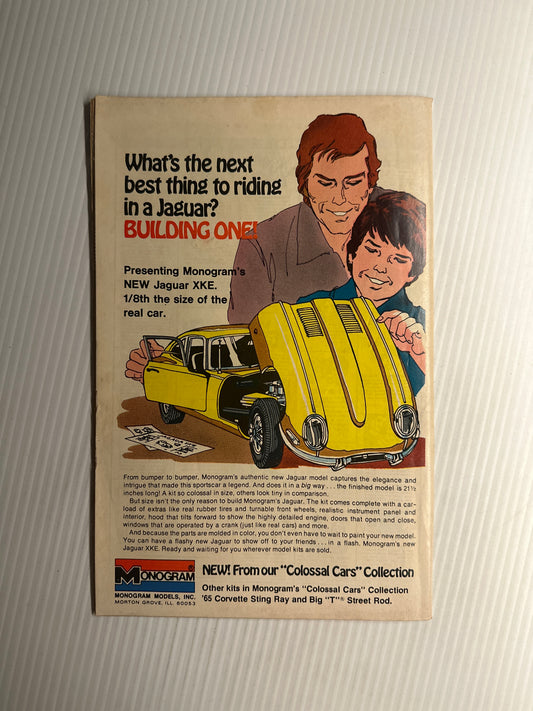 What's the next
best thing to riding
in a Jaguar?
BUILDING ONE!
Presenting Monogram's
NEW Jaguar XKE.
1/8th the size of the
real car.
From bumper to bumper, Monogram's authentic new Jaguar model captures the elegance and
intrigue that made this sportscar a legend. And does it in a big way . . . the finished model is 21½
inches long! A kit so colossal in size, others look tiny in comparison.
But size isn't the only reason to build Monogram's Jaguar. The kit comes complete with a car-
load of extras like real rubber tires and turnable front wheels, realistic instrument panel and
interior, hood that tilts forward to show the highly detailed engine, doors that open and close,
windows that are operated by a crank (just like real cars) and more.
And because the parts are molded in color, you don't even have to wait to paint your new model.
You can have a flashy new Jaguar to show off to your friends . . . in a flash. Monogram's new
Jaguar XKE. Ready and waiting for you wherever model kits are sold.
MONOGRAM®
MONOGRAM MODELS, INC.
MORTON GROVE, ILL. 60053
NEW! From our "Colossal Cars" Collection
Other kits in Monogram's "Colossal Cars" Collection
'65 Corvette Sting Ray and Big "T"® Street Rod.